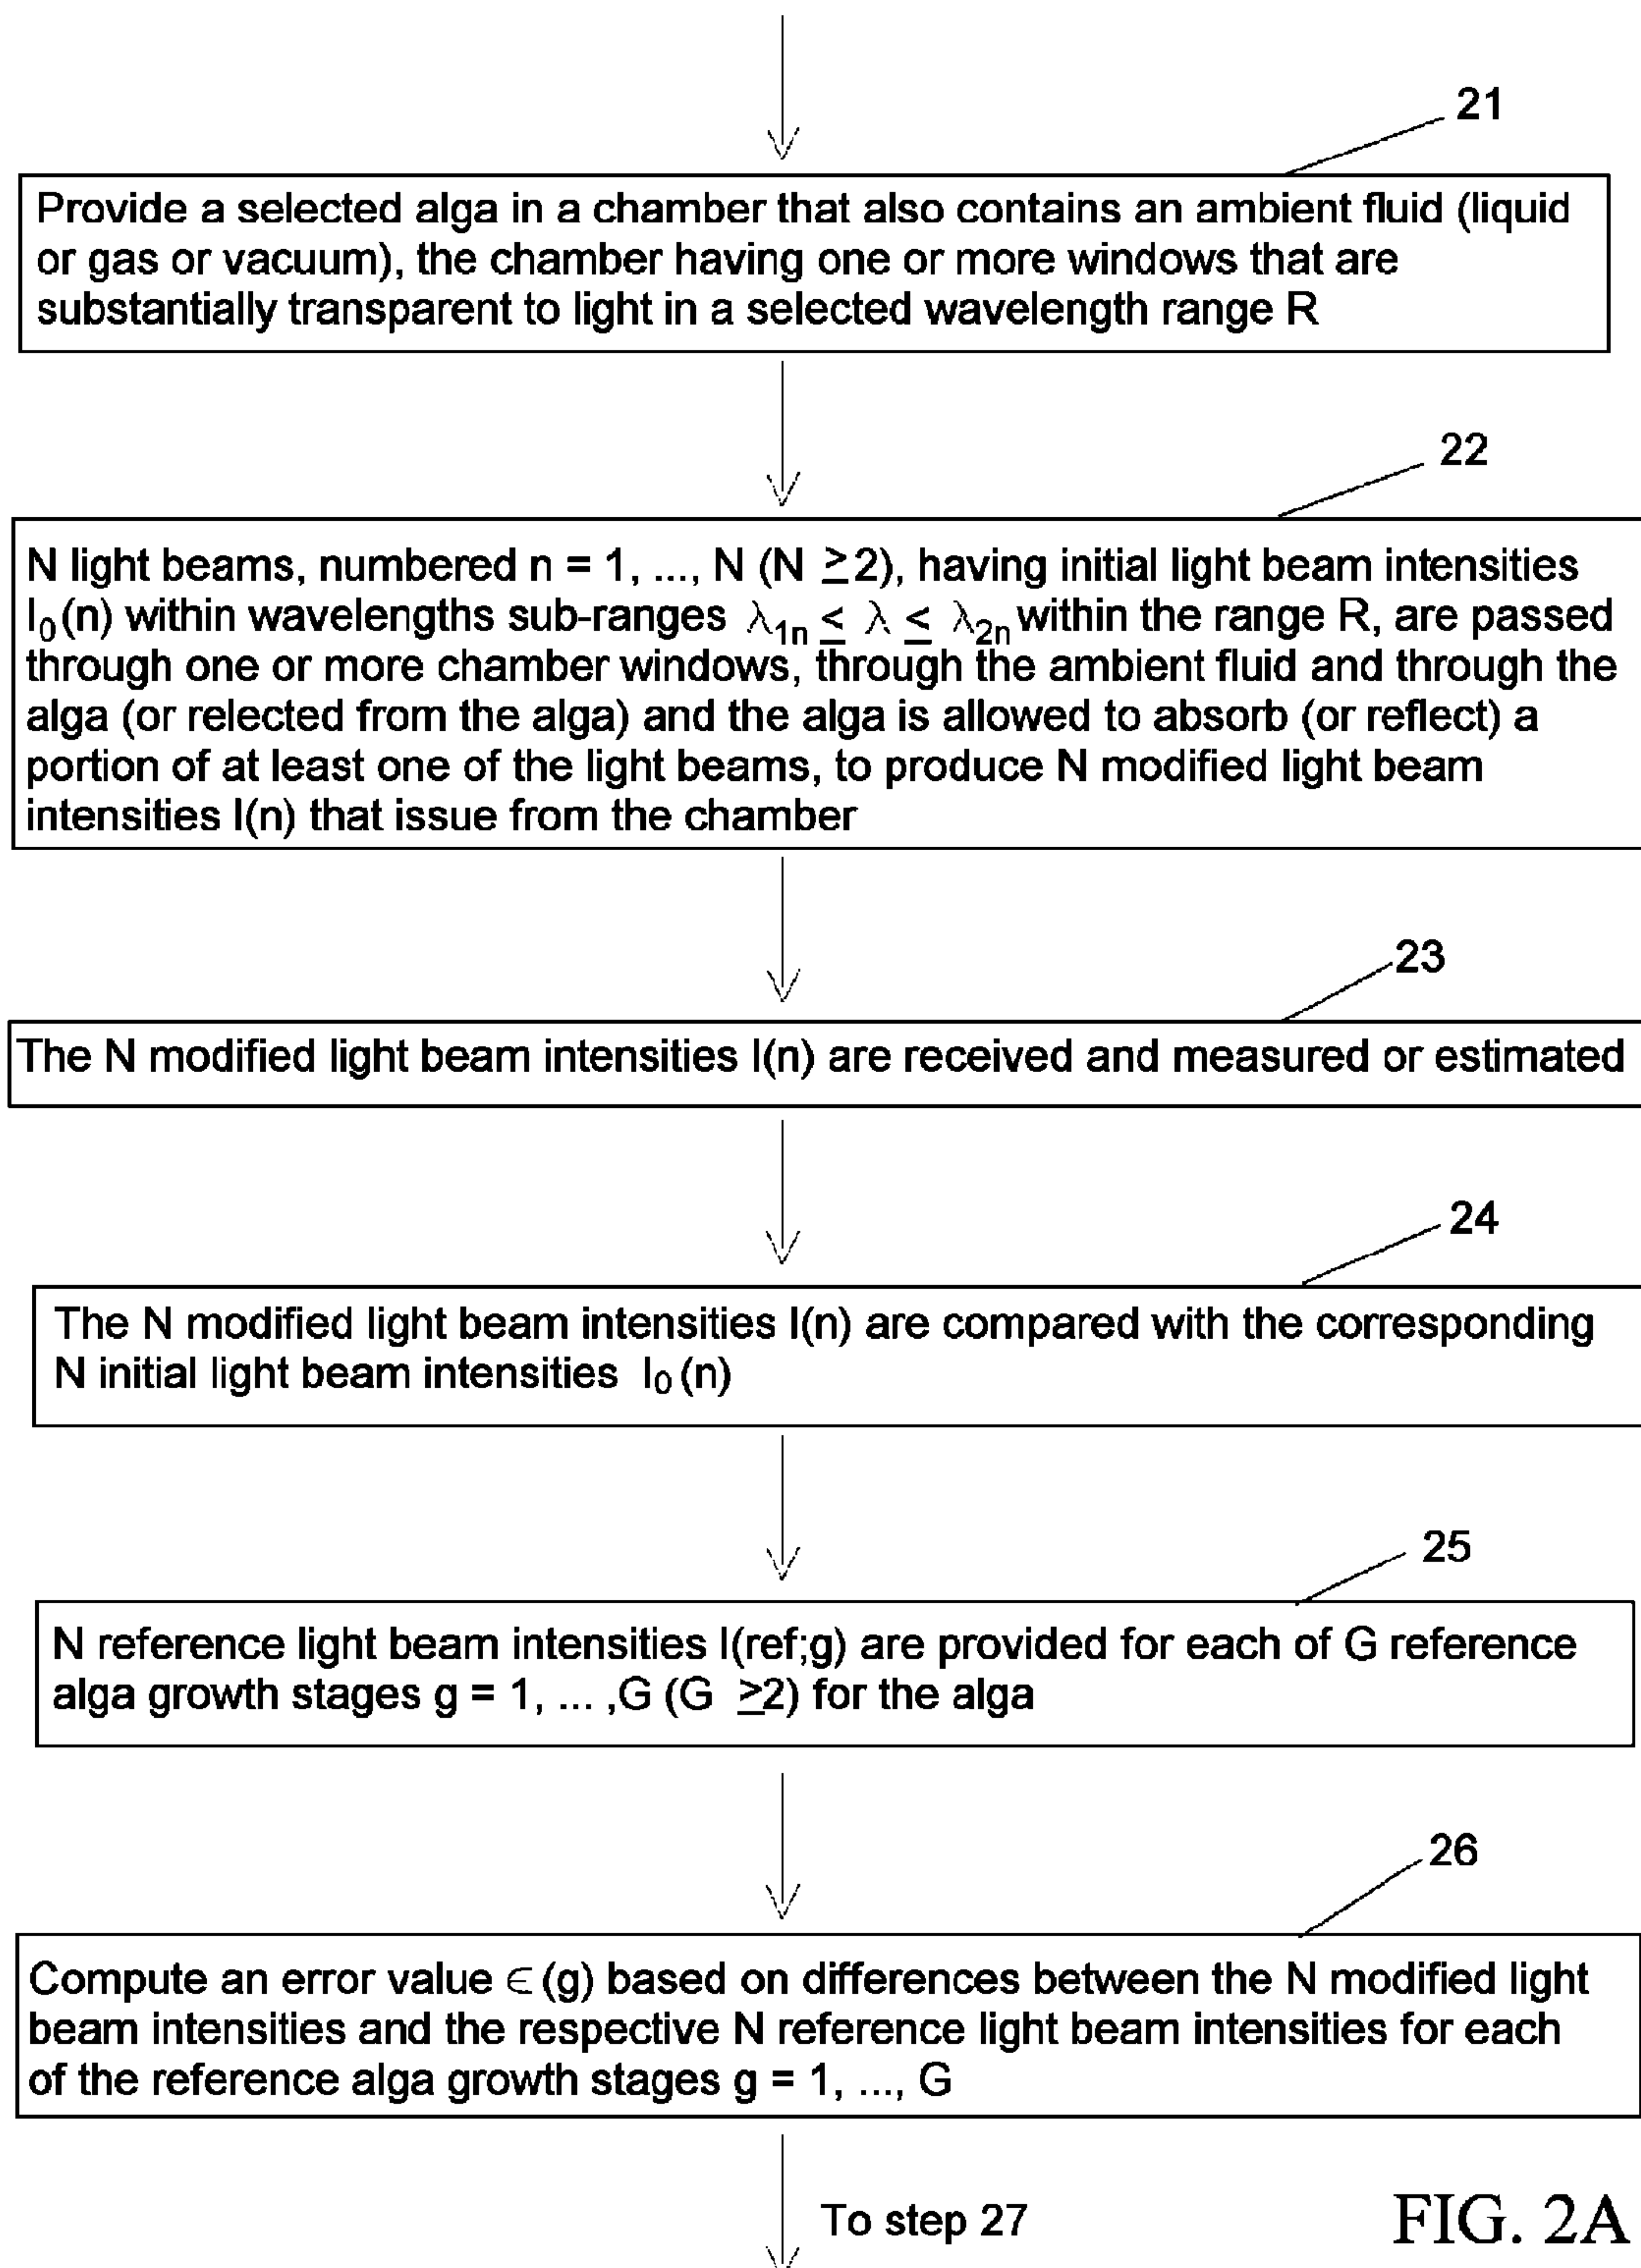 21
Provide a selected alga in a chamber that also contains an ambient fluid (liquid
or gas or vacuum), the chamber having one or more windows that are
substantially transparent to light in a selected wavelength range R
22
N light beams, numbered n = 1, ..., N (N ≥2), having initial light beam intensities
I₀(n) within wavelengths sub-ranges λ₁ₙ ≤ λ ≤ λ₂ₙ within the range R, are passed
through one or more chamber windows, through the ambient fluid and through the
alga (or relected from the alga) and the alga is allowed to absorb (or reflect) a
portion of at least one of the light beams, to produce N modified light beam
intensities I(n) that issue from the chamber
23
The N modified light beam intensities I(n) are received and measured or estimated
24
The N modified light beam intensities I(n) are compared with the corresponding
N initial light beam intensities I₀(n)
25
N reference light beam intensities I(ref;g) are provided for each of G reference
alga growth stages g = 1, ... ,G (G ≥2) for the alga
26
Compute an error value ∈(g) based on differences between the N modified light
beam intensities and the respective N reference light beam intensities for each
of the reference alga growth stages g = 1, ..., G
To step 27
FIG. 2A